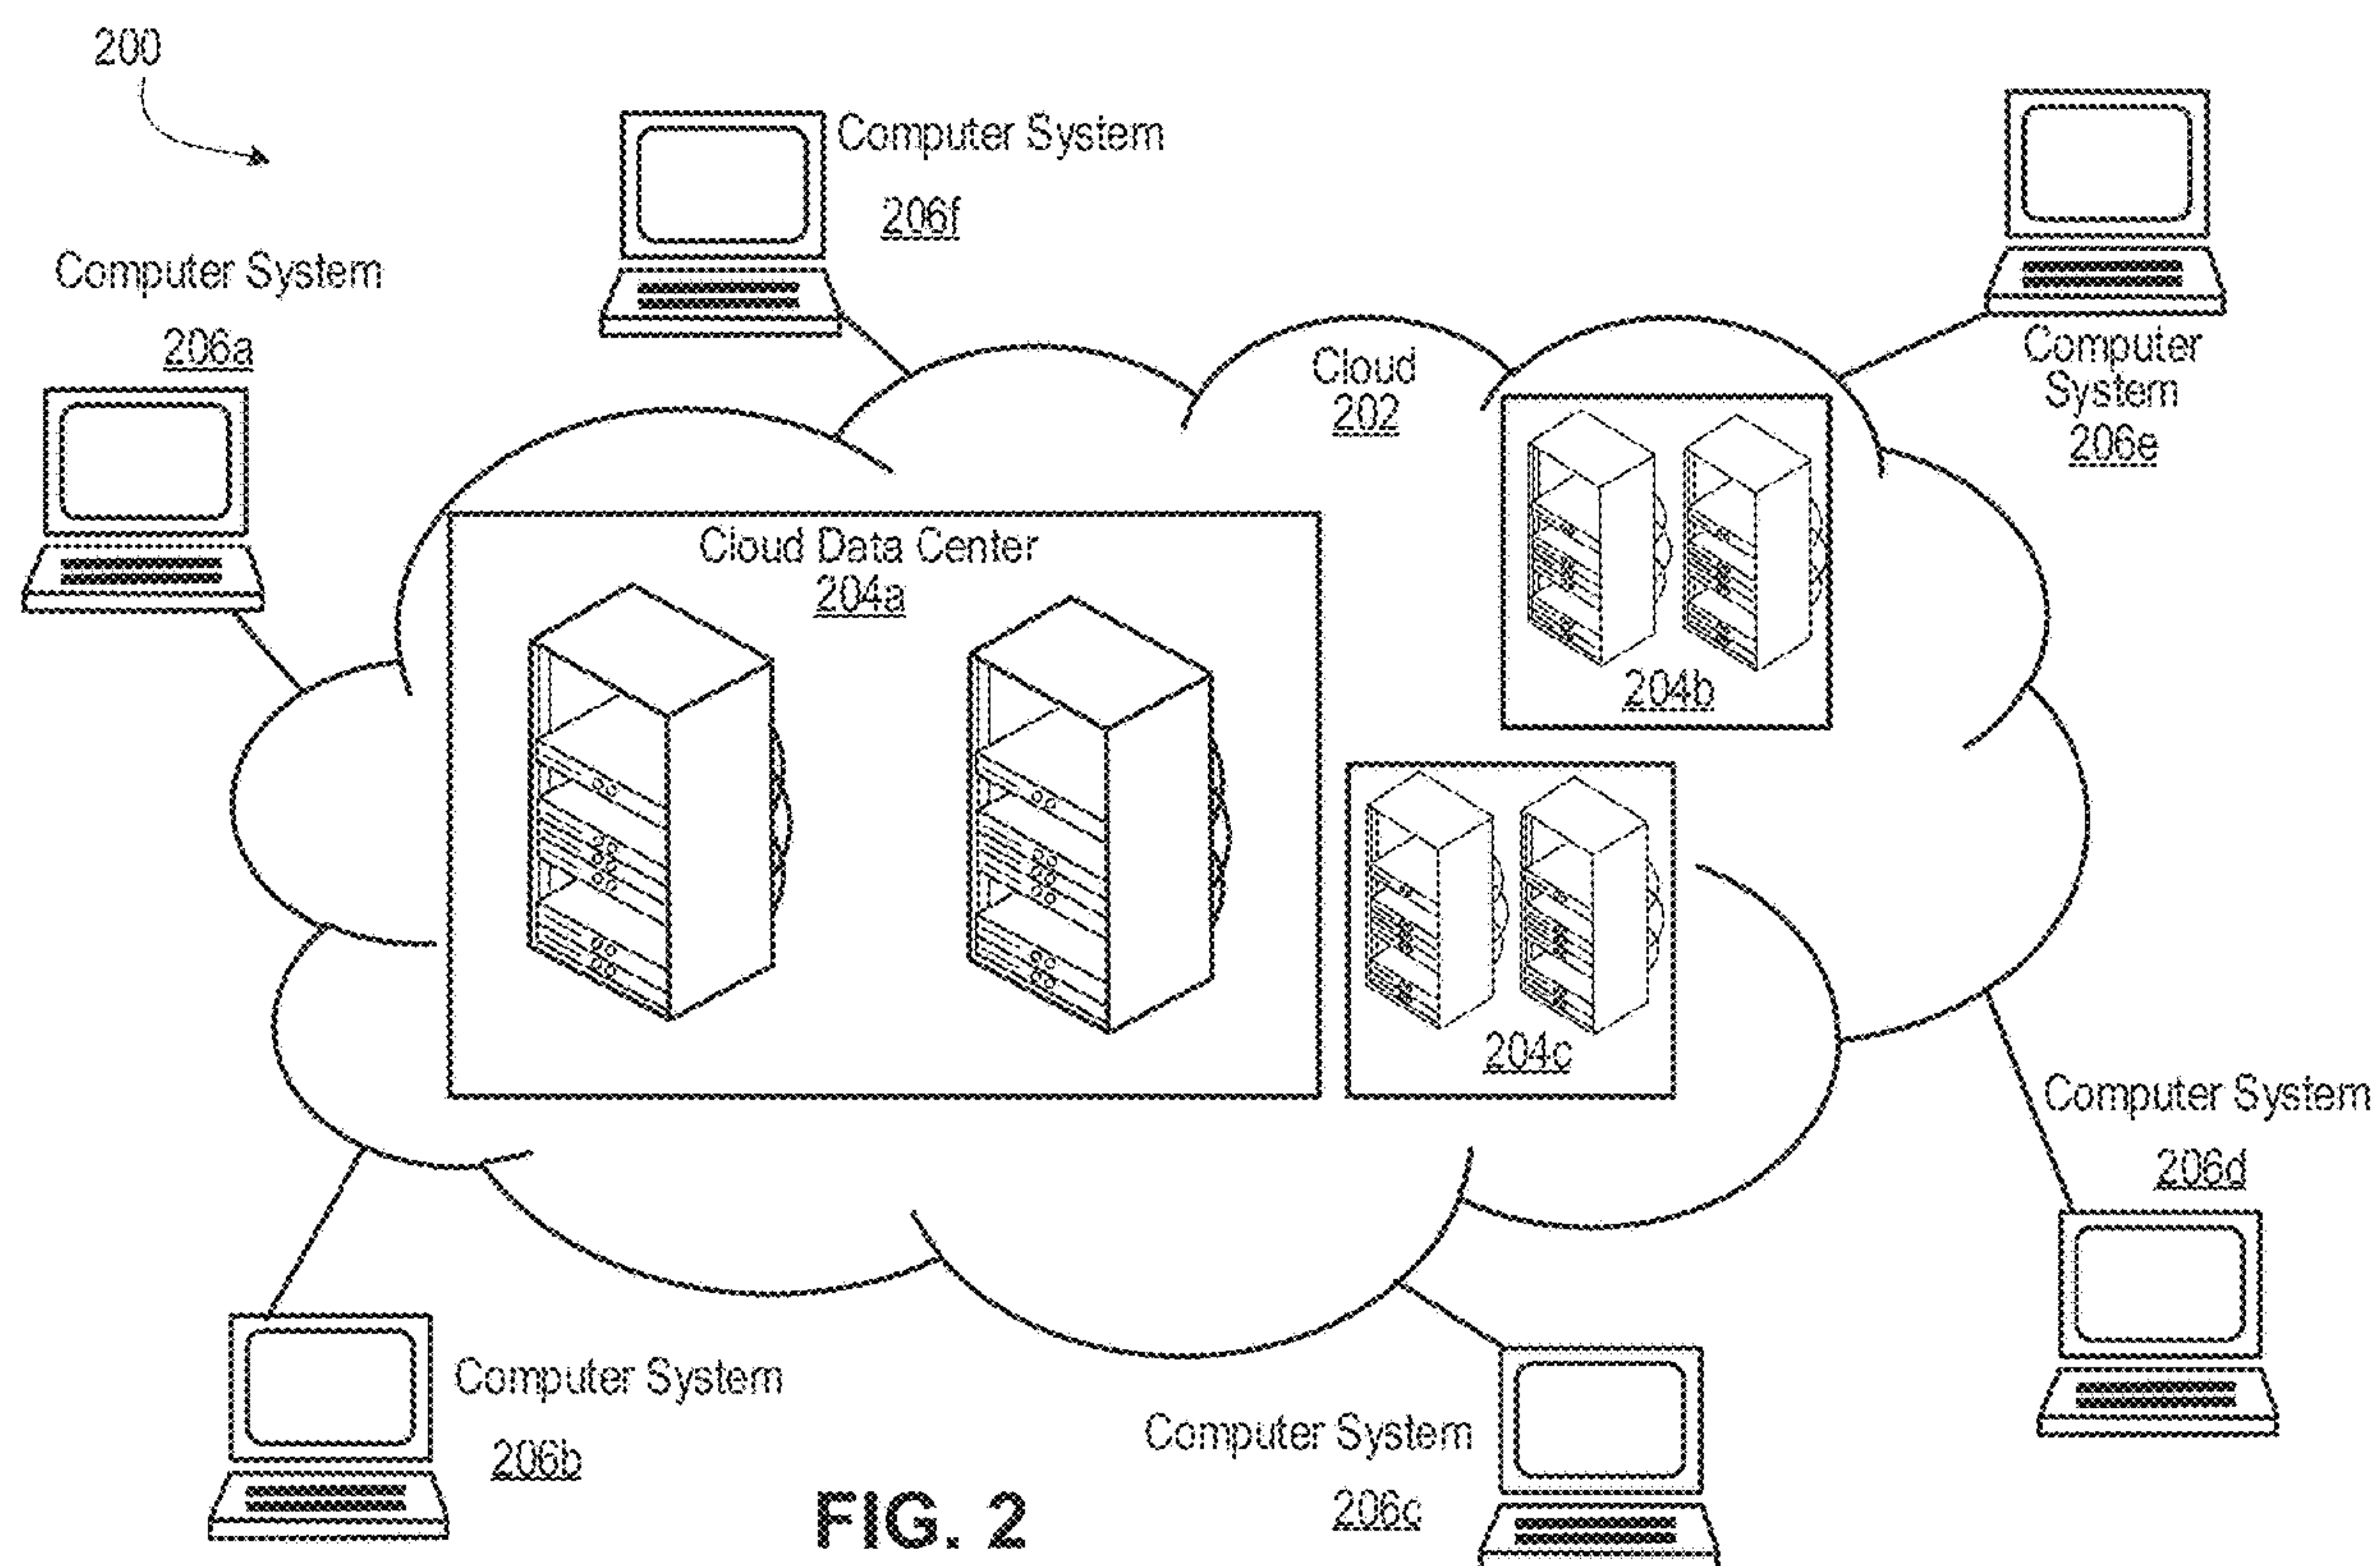 200
Computer System
206f
Computer System
206a
Cloud
202
Computer
System
206e
Cloud Data Center
204a
204b
204c
Computer System
206d
Computer System
206b
Computer System
206c
FIG. 2